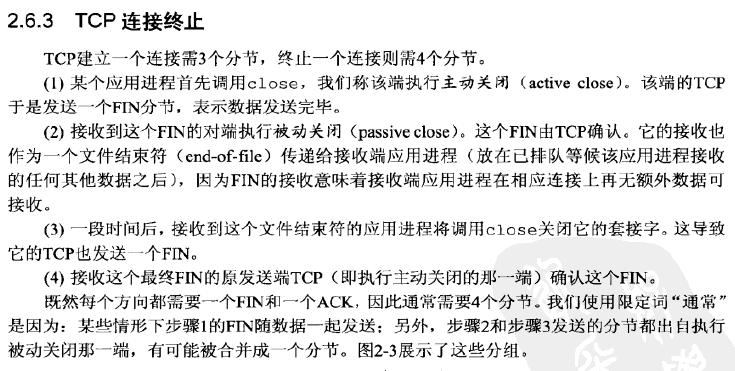 2.6.3 TCP 连接终止
TCP建立一个连接需3个分节，终止一个连接则需4个分节。
(1) 某个应用进程首先调用close，我们称该端执行主动关闭（active close）。该端的TCP
于是发送一个FIN分节，表示数据发送完毕。
(2) 接收到这个FIN的对端执行被动关闭（passive close）。这个FIN由TCP确认。它的接收也
作为一个文件结束符（end-of-file）传递给接收端应用进程（放在已排队等候该应用进程接收
的任何其他数据之后），因为FIN的接收意味着接收端应用进程在相应连接上再无额外数据可
接收。
(3) 一段时间后，接收到这个文件结束符的应用进程将调用close关闭它的套接字。这导致
它的TCP也发送一个FIN。
(4) 接收这个最终FIN的原发送端TCP（即执行主动关闭的那一端）确认这个FIN。
既然每个方向都需要一个FIN和一个ACK，因此通常需要4个分节。我们使用限定词“通常”
是因为：某些情形下步骤1的FIN随数据一起发送；另外，步骤2和步骤3发送的分节都出自执行
被动关闭那一端，有可能被合并成一个分节。图2-3展示了这些分组。